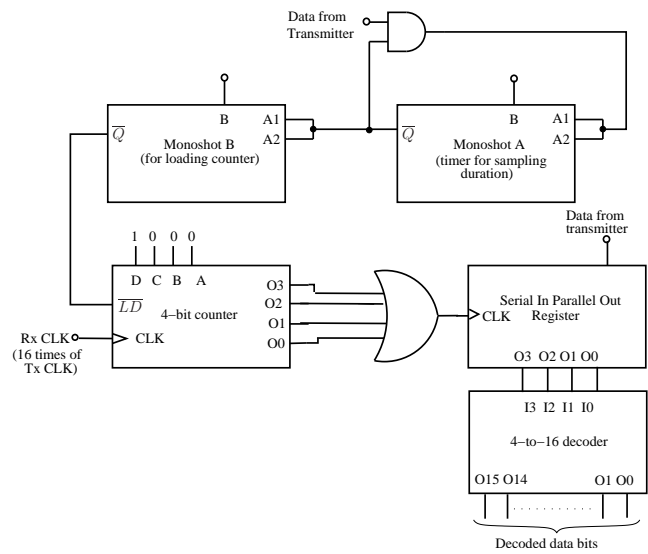 Data from
Transmitter
B
Q
A1
A2
Monoshot B
(for loading counter)
B
Q
A1
A2
Monoshot A
(timer for sampling
duration)
Data from
transmitter
1 0 0 0
D C B A
LD
4-bit counter
O3
O2
O1
O0
CLK
Rx CLK
(16 times of
Tx CLK)
Serial In Parallel Out
Register
CLK
O3 O2 O1 O0
I3 I2 I1 I0
4-to-16 decoder
O15 O14 O1 O0
. . . . . . . . . . .
Decoded data bits